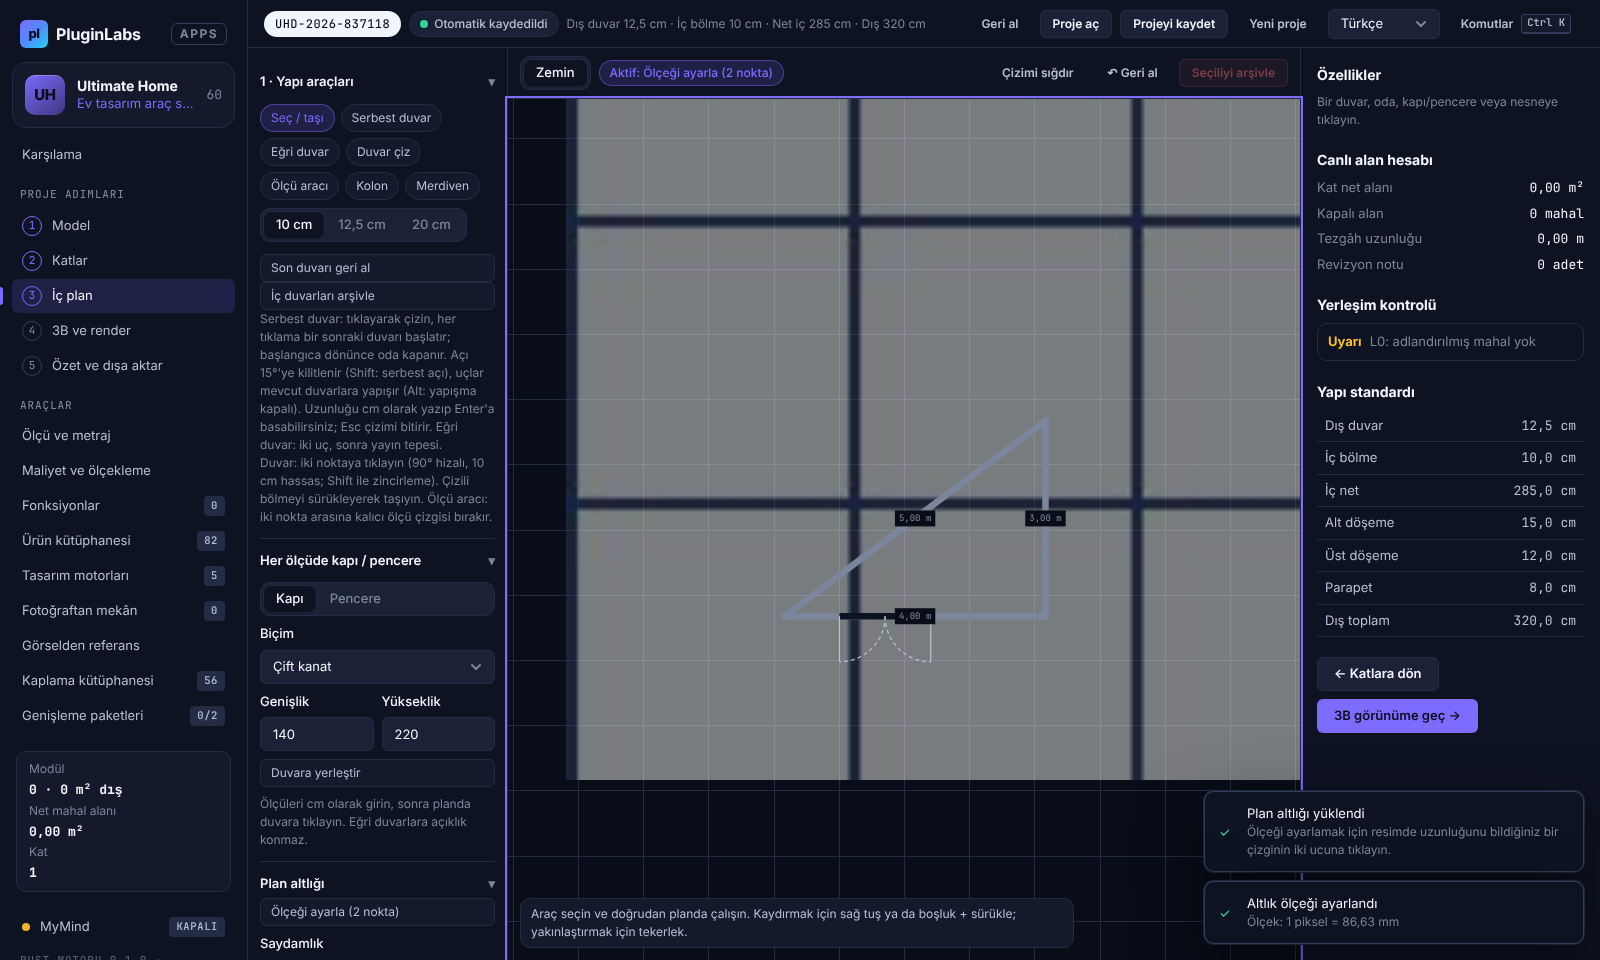 pl PluginLabs APPS
UH Ultimate Home
Ev tasarım araç s... 60
Karşılama
PROJE ADIMLARI
1 Model
2 Katlar
3 İç plan
4 3B ve render
5 Özet ve dışa aktar
ARAÇLAR
Ölçü ve metraj
Maliyet ve ölçekleme
Fonksiyonlar 0
Ürün kütüphanesi 82
Tasarım motorları 5
Fotoğraftan mekân 0
Görselden referans
Kaplama kütüphanesi 56
Genişleme paketleri 0/2
Modül
0 · 0 m² dış
Net mahal alanı
0,00 m²
Kat
1
MyMind KAPALI
UHD-2026-837118 Otomatik kaydedildi Dış duvar 12,5 cm · İç bölme 10 cm · Net iç 285 cm · Dış 320 cm Geri al Proje aç Projeyi kaydet Yeni proje Türkçe Komutlar Ctrl K
1 · Yapı araçları
Seç / taşı Serbest duvar
Eğri duvar Duvar çiz
Ölçü aracı Kolon Merdiven
10 cm 12,5 cm 20 cm
Son duvarı geri al
İç duvarları arşivle
Serbest duvar: tıklayarak çizin, her
tıklama bir sonraki duvarı başlatır;
başlangıca dönünce oda kapanır. Açı
15°'ye kilitlenir (Shift: serbest açı), uçlar
mevcut duvarlara yapışır (Alt: yapışma
kapalı). Uzunluğu cm olarak yazıp Enter'a
basabilirsiniz; Esc çizimi bitirir. Eğri
duvar: iki uç, sonra yayın tepesi.
Duvar: iki noktaya tıklayın (90° hizalı, 10
cm hassas; Shift ile zincirleme). Çizili
bölmeyi sürükleyerek taşıyın. Ölçü aracı:
iki nokta arasına kalıcı ölçü çizgisi bırakır.
Her ölçüde kapı / pencere
Kapı Pencere
Biçim
Çift kanat
Genişlik Yükseklik
140 220
Duvara yerleştir
Ölçüleri cm olarak girin, sonra planda
duvara tıklayın. Eğri duvarlara açıklık
konmaz.
Plan altlığı
Ölçeği ayarla (2 nokta)
Saydamlık
Zemin Aktif: Ölçeği ayarla (2 nokta) Çizimi sığdır ↶ Geri al Seçiliyi arşivle
5,00 m 3,00 m
4,00 m
Araç seçin ve doğrudan planda çalışın. Kaydırmak için sağ tuş ya da boşluk + sürükle;
yakınlaştırmak için tekerlek.
Özellikler
Bir duvar, oda, kapı/pencere veya nesneye
tıklayın.
Canlı alan hesabı
Kat net alanı 0,00 m²
Kapalı alan 0 mahal
Tezgâh uzunluğu 0,00 m
Revizyon notu 0 adet
Yerleşim kontrolü
Uyarı L0: adlandırılmış mahal yok
Yapı standardı
Dış duvar 12,5 cm
İç bölme 10,0 cm
İç net 285,0 cm
Alt döşeme 15,0 cm
Üst döşeme 12,0 cm
Parapet 8,0 cm
Dış toplam 320,0 cm
← Katlara dön
3B görünüme geç →
Plan altlığı yüklendi
Ölçeği ayarlamak için resimde uzunluğunu bildiğiniz bir
çizginin iki ucuna tıklayın.
Altlık ölçeği ayarlandı
Ölçek: 1 piksel = 86,63 mm